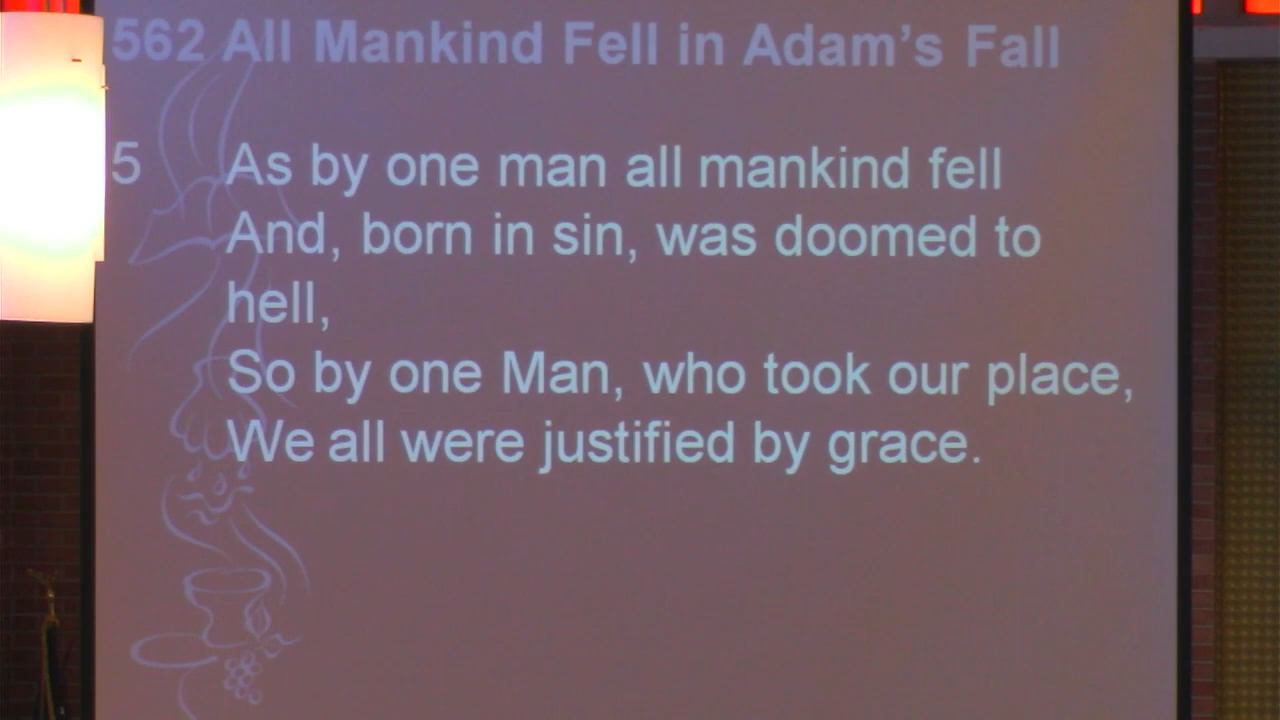 562 All Mankind Fell in Adam’s Fall
5 As by one man all mankind fell
And, born in sin, was doomed to
hell,
So by one Man, who took our place,
We all were justified by grace.